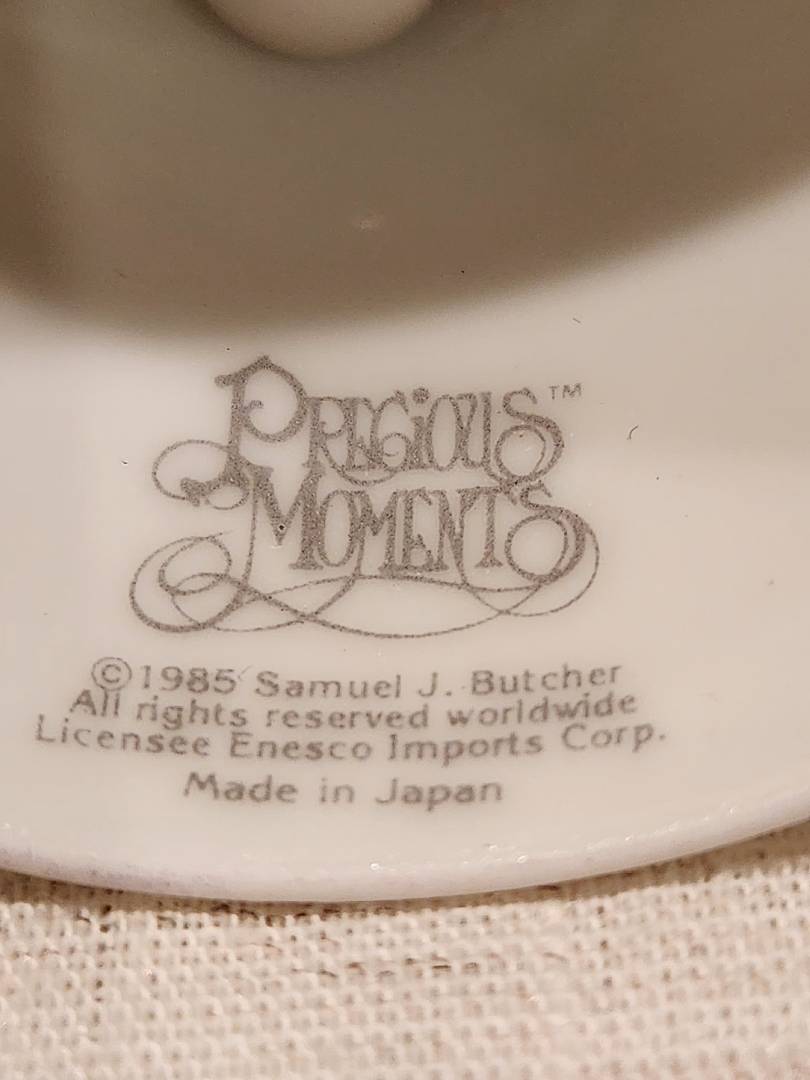 PRECIOUS™
MOMENTS
©1985 Samuel J. Butcher
All rights reserved worldwide
Licensee Enesco Imports Corp.
Made in Japan